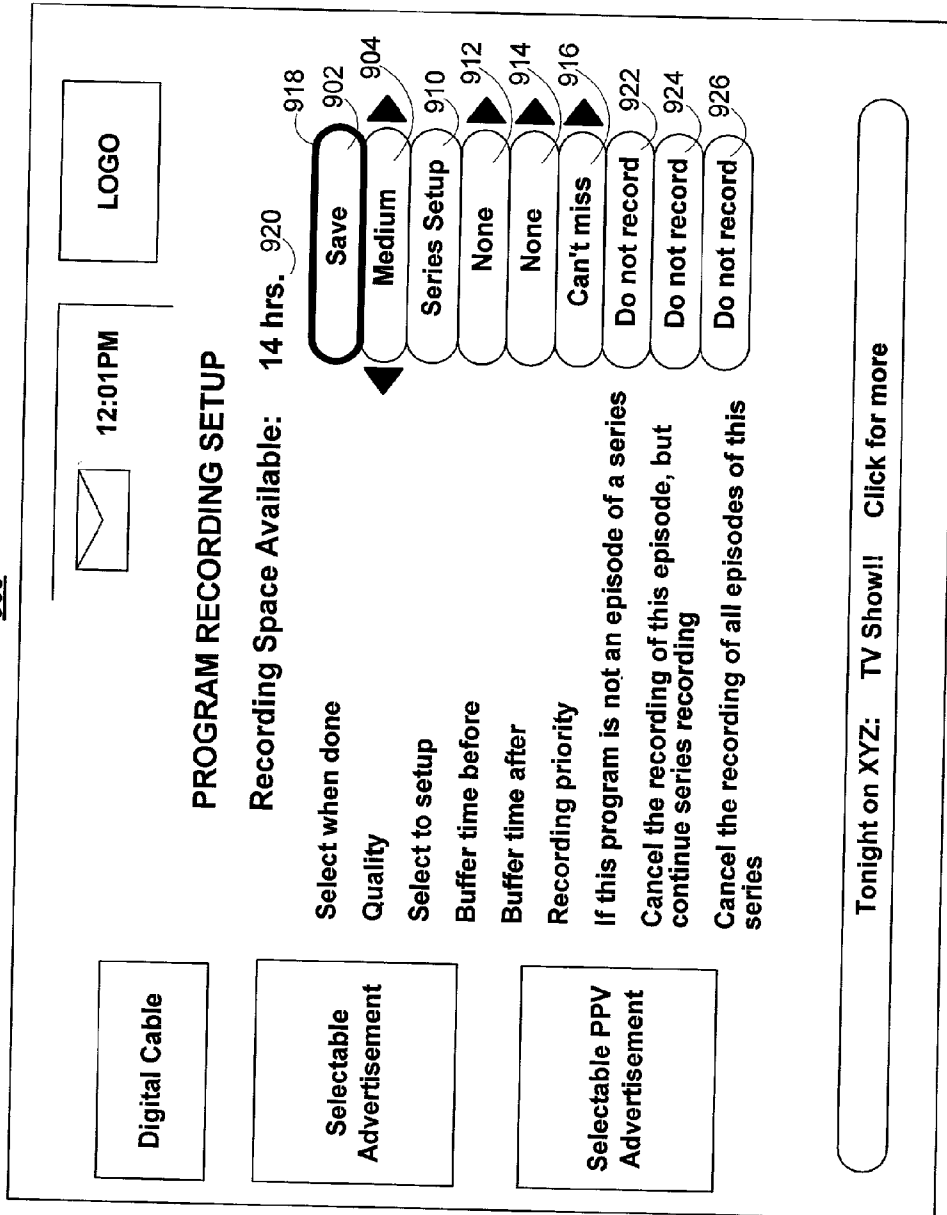 Digital Cable
12:01PM
LOGO
PROGRAM RECORDING SETUP
Recording Space Available: 14 hrs. 920
918
Select when done Save 902
Quality Medium 904
Select to setup Series Setup 910
Buffer time before None 912
Buffer time after None 914
Recording priority Can't miss 916
If this program is not an episode of a series Do not record 922
Cancel the recording of this episode, but
continue series recording Do not record 924
Cancel the recording of all episodes of this
series Do not record 926
Selectable
Advertisement
Selectable PPV
Advertisement
Tonight on XYZ: TV Show!! Click for more